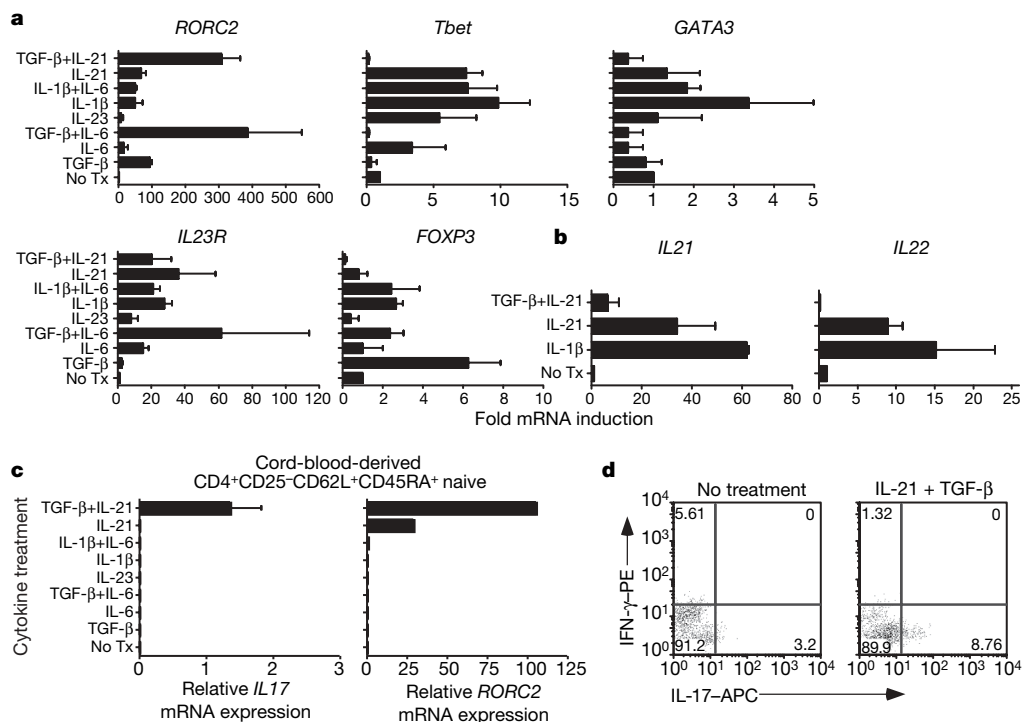 a
RORC2 Tbet GATA3
TGF-β+IL-21
IL-21
IL-1β+IL-6
IL-1β
IL-23
TGF-β+IL-6
IL-6
TGF-β
No Tx
0 100 200 300 400 500 600
0 5 10 15
0 1 2 3 4 5
IL23R FOXP3
TGF-β+IL-21
IL-21
IL-1β+IL-6
IL-1β
IL-23
TGF-β+IL-6
IL-6
TGF-β
No Tx
0 20 40 60 80 100 120
0 2 4 6 8 10
b
IL21 IL22
TGF-β+IL-21
IL-21
IL-1β
No Tx
0 20 40 60 80
0 5 10 15 20 25
Fold mRNA induction
c
Cord-blood-derived
CD4+CD25–CD62L+CD45RA+ naive
Cytokine treatment
TGF-β+IL-21
IL-21
IL-1β+IL-6
IL-1β
IL-23
TGF-β+IL-6
IL-6
TGF-β
No Tx
0 1 2 3
Relative IL17
mRNA expression
0 25 50 75 100 125
Relative RORC2
mRNA expression
d
No treatment IL-21 + TGF-β
IFN-γ–PE
10⁴
10³
10²
10¹
10⁰
5.61 0
91.2 3.2
10⁰ 10¹ 10² 10³ 10⁴
1.32 0
89.9 8.76
10⁰ 10¹ 10² 10³ 10⁴
IL-17–APC